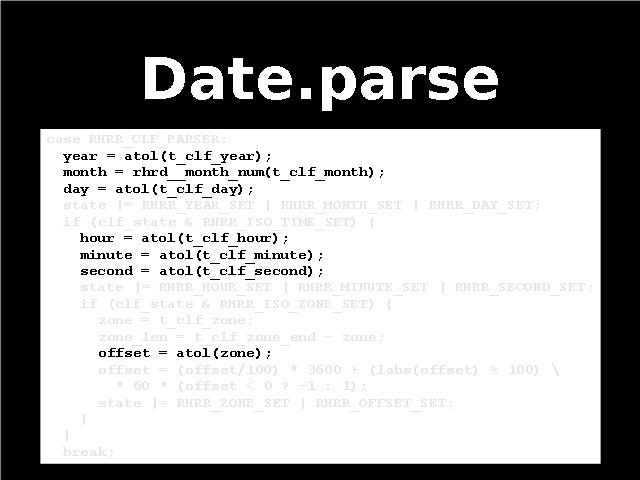 Date.parse
case RHRR_CLF_PARSER:
year = atol(t_clf_year);
month = rhrd__month_num(t_clf_month);
day = atol(t_clf_day);
state |= RHRR_YEAR_SET | RHRR_MONTH_SET | RHRR_DAY_SET;
if (clf_state & RHRR_ISO_TIME_SET) {
hour = atol(t_clf_hour);
minute = atol(t_clf_minute);
second = atol(t_clf_second);
state |= RHRR_HOUR_SET | RHRR_MINUTE_SET | RHRR_SECOND_SET;
if (clf_state & RHRR_ISO_ZONE_SET) {
zone = t_clf_zone;
zone_len = t_clf_zone_end - zone;
offset = atol(zone);
offset = (offset/100) * 3600 + (labs(offset) % 100) \
* 60 * (offset < 0 ? -1 : 1);
state |= RHRR_ZONE_SET | RHRR_OFFSET_SET;
}
}
break;